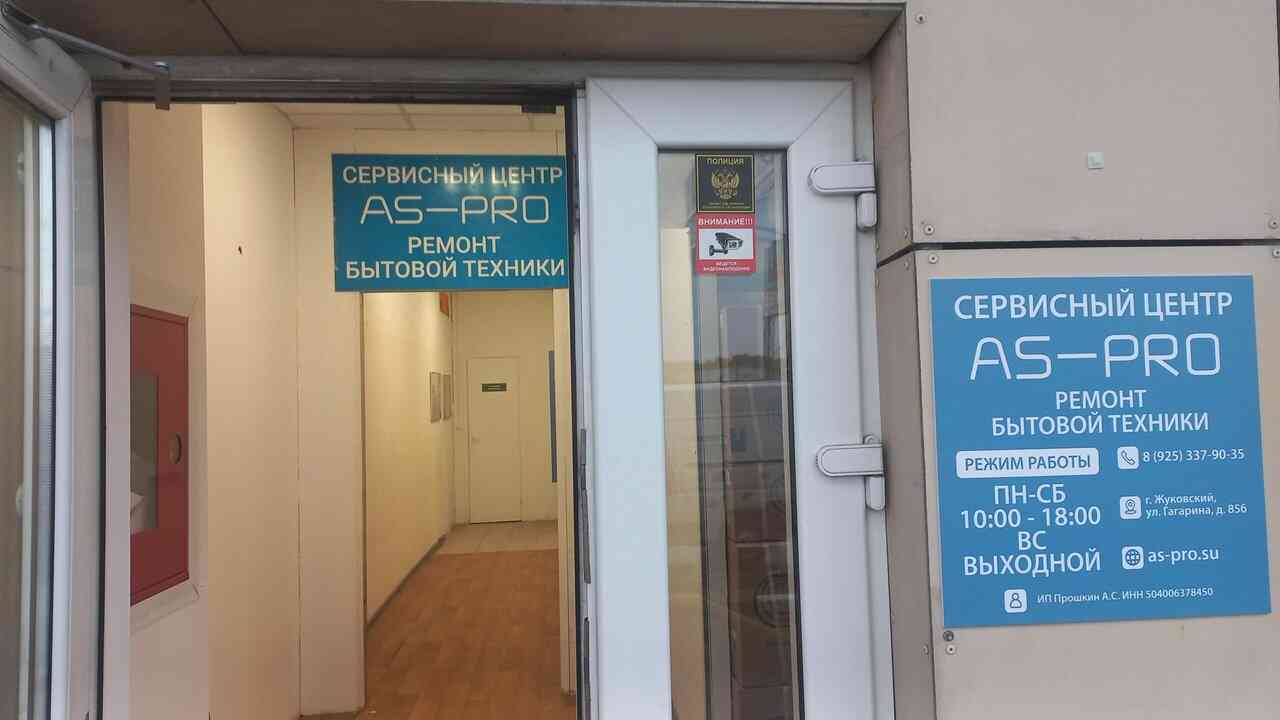 СЕРВИСНЫЙ ЦЕНТР
AS-PRO
РЕМОНТ
БЫТОВОЙ ТЕХНИКИ
ПОЛИЦИЯ
ВНИМАНИЕ!!!
ВЕДЕТСЯ
ВИДЕОНАБЛЮДЕНИЕ
СЕРВИСНЫЙ ЦЕНТР
AS-PRO
РЕМОНТ
БЫТОВОЙ ТЕХНИКИ
РЕЖИМ РАБОТЫ
ПН-СБ
10:00 - 18:00
ВС
ВЫХОДНОЙ
8 (925) 337-90-35
г. Жуковский,
ул. Гагарина, д. 85б
as-pro.su
ИП Прошкин А.С. ИНН 504006378450